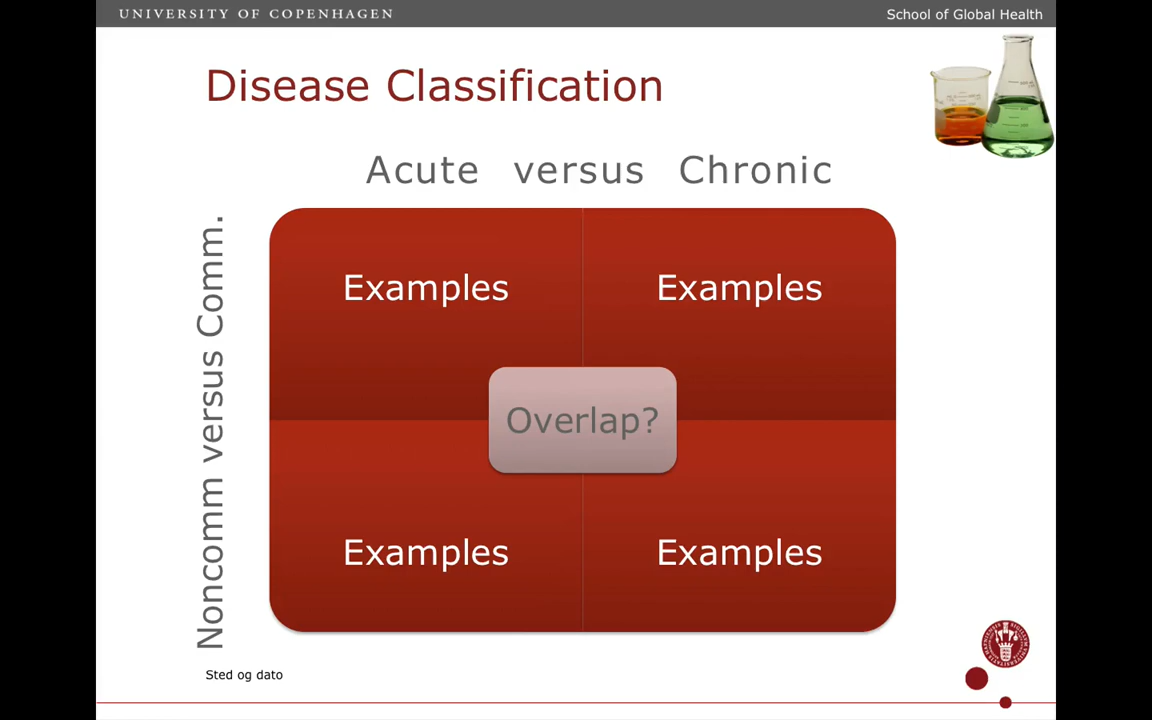 UNIVERSITY OF COPENHAGEN
School of Global Health
Disease Classification
Acute versus Chronic
Noncomm versus Comm.
Examples
Examples
Overlap?
Examples
Examples
Sted og dato